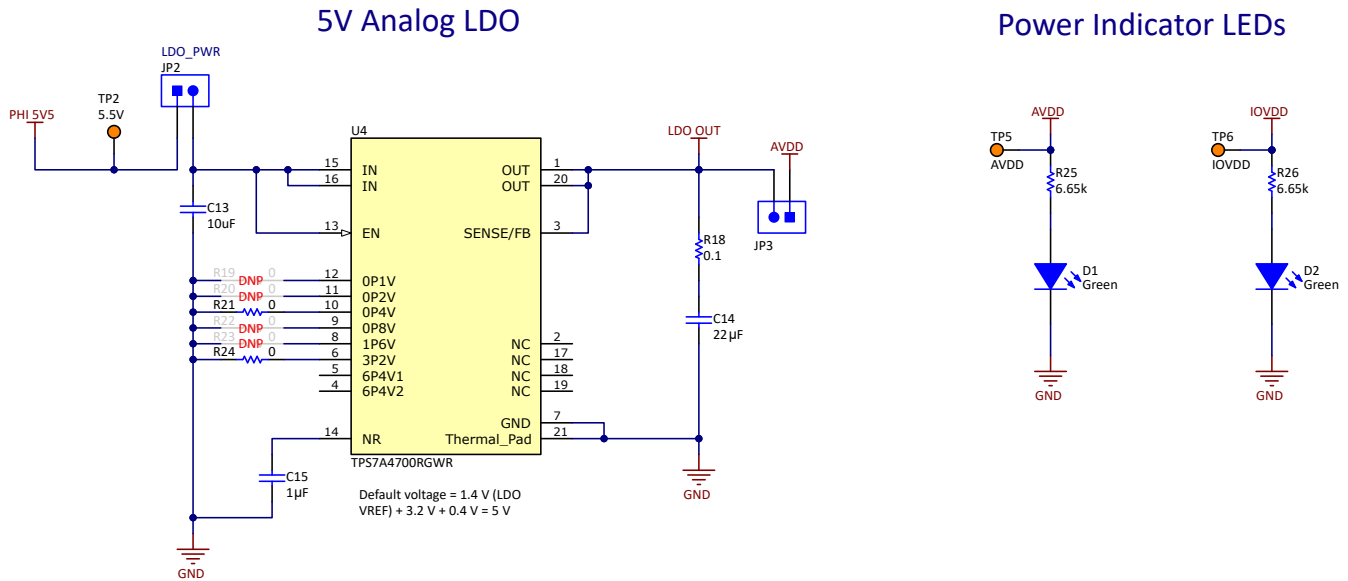 5V Analog LDO
Power Indicator LEDs
LDO_PWR
JP2
TP2
5.5V
PHI 5V5
U4
LDO OUT
AVDD
AVDD
IOVDD
TP5
AVDD
TP6
IOVDD
R25
6.65k
R26
6.65k
15 IN
16 IN
13 EN
OUT 1
OUT 20
SENSE/FB 3
C13
10uF
JP3
R18
0.1
D1
Green
D2
Green
R19 DNP 0 12 0P1V
R20 DNP 0 11 0P2V
R21 0 10 0P4V
R22 DNP 0 9 0P8V
R23 DNP 0 8 1P6V
R24 0 6 3P2V
5 6P4V1
4 6P4V2
NC 2
NC 17
NC 18
NC 19
C14
22µF
GND 7
Thermal_Pad 21
14 NR
TPS7A4700RGWR
C15
1µF
Default voltage = 1.4 V (LDO
VREF) + 3.2 V + 0.4 V = 5 V
GND
GND
GND
GND